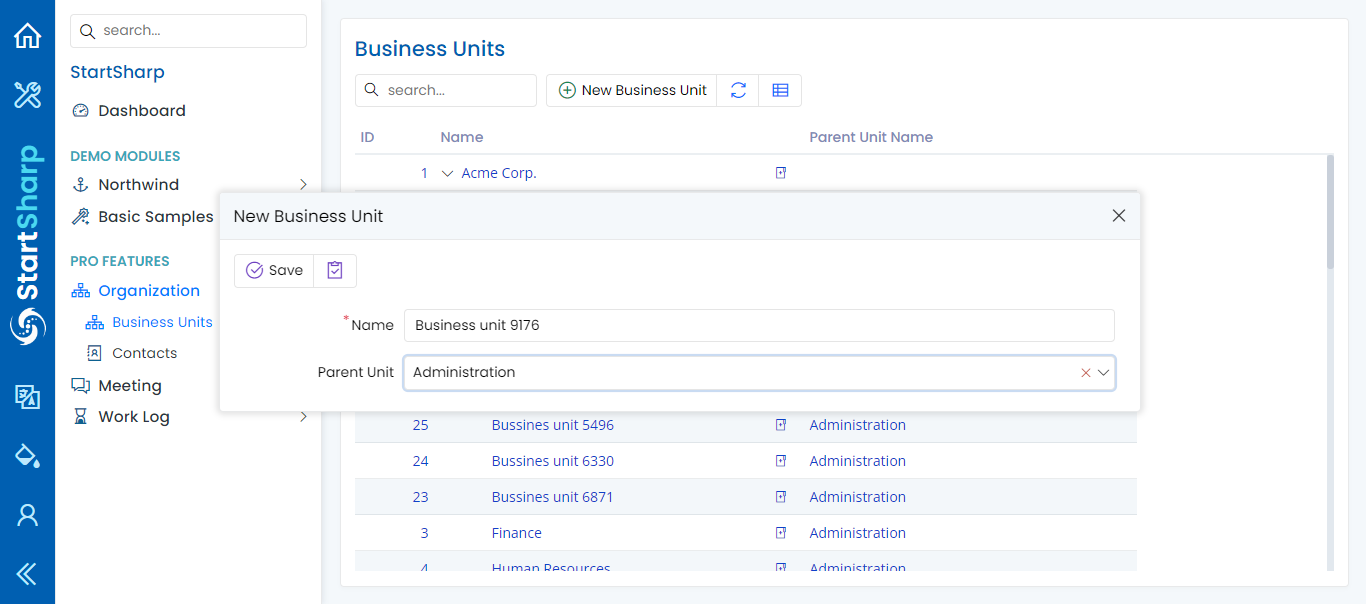 search...
StartSharp
Dashboard
DEMO MODULES
Northwind
Basic Samples
PRO FEATURES
Organization
Business Units
Contacts
Meeting
Work Log
StartSharp
Business Units
search...
New Business Unit
ID Name Parent Unit Name
1 Acme Corp.
New Business Unit
Save
* Name Business unit 9176
Parent Unit Administration
25 Bussines unit 5496 Administration
24 Bussines unit 6330 Administration
23 Bussines unit 6871 Administration
3 Finance Administration
4 Human Resources Administration